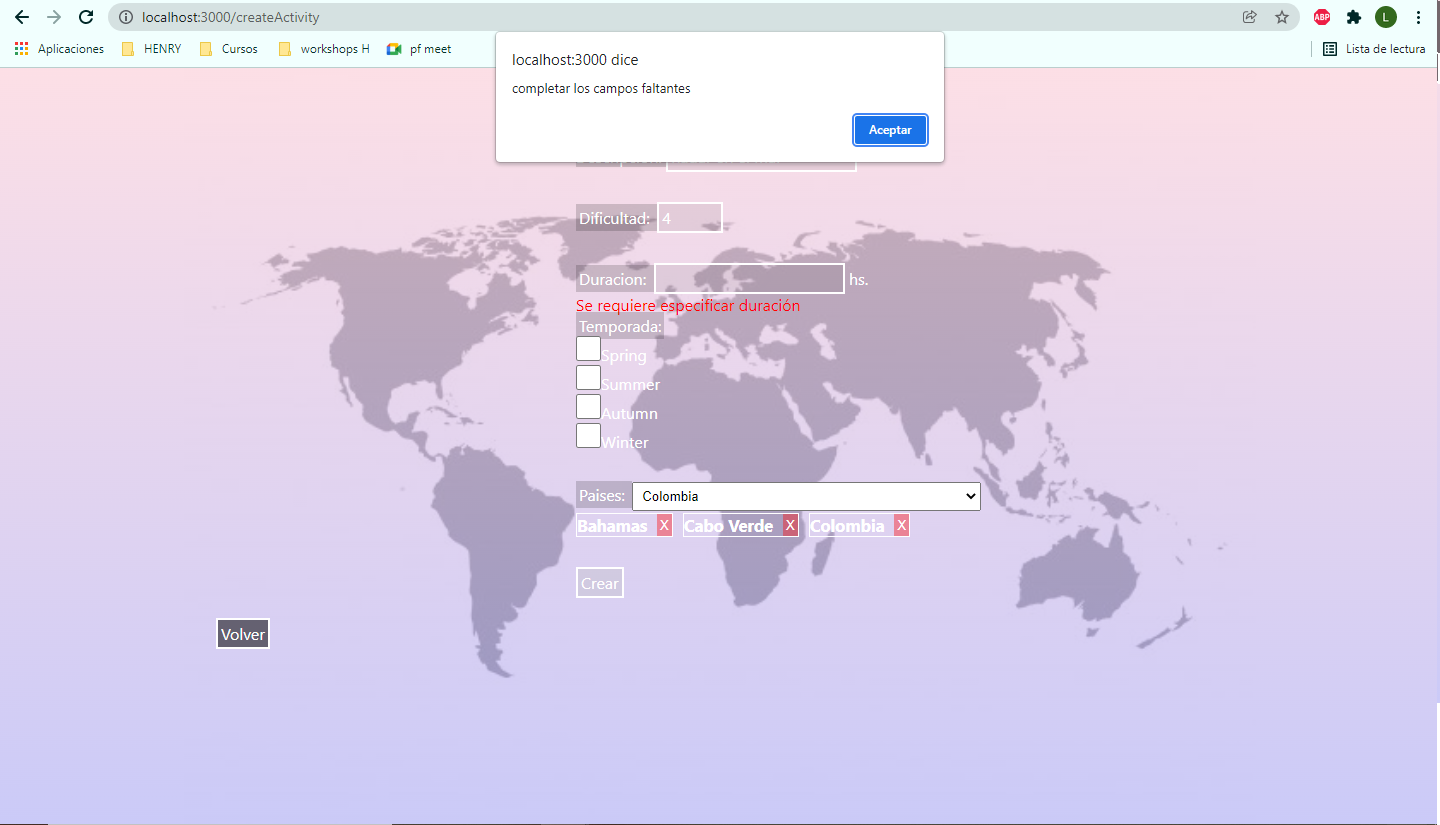 localhost:3000/createActivity
ABP
L
Aplicaciones HENRY Cursos workshops H pf meet Lista de lectura
localhost:3000 dice
completar los campos faltantes
Aceptar
Dificultad: 4
Duracion: hs.
Se requiere especificar duración
Temporada:
Spring
Summer
Autumn
Winter
Paises: Colombia
Bahamas X Cabo Verde X Colombia X
Crear
Volver